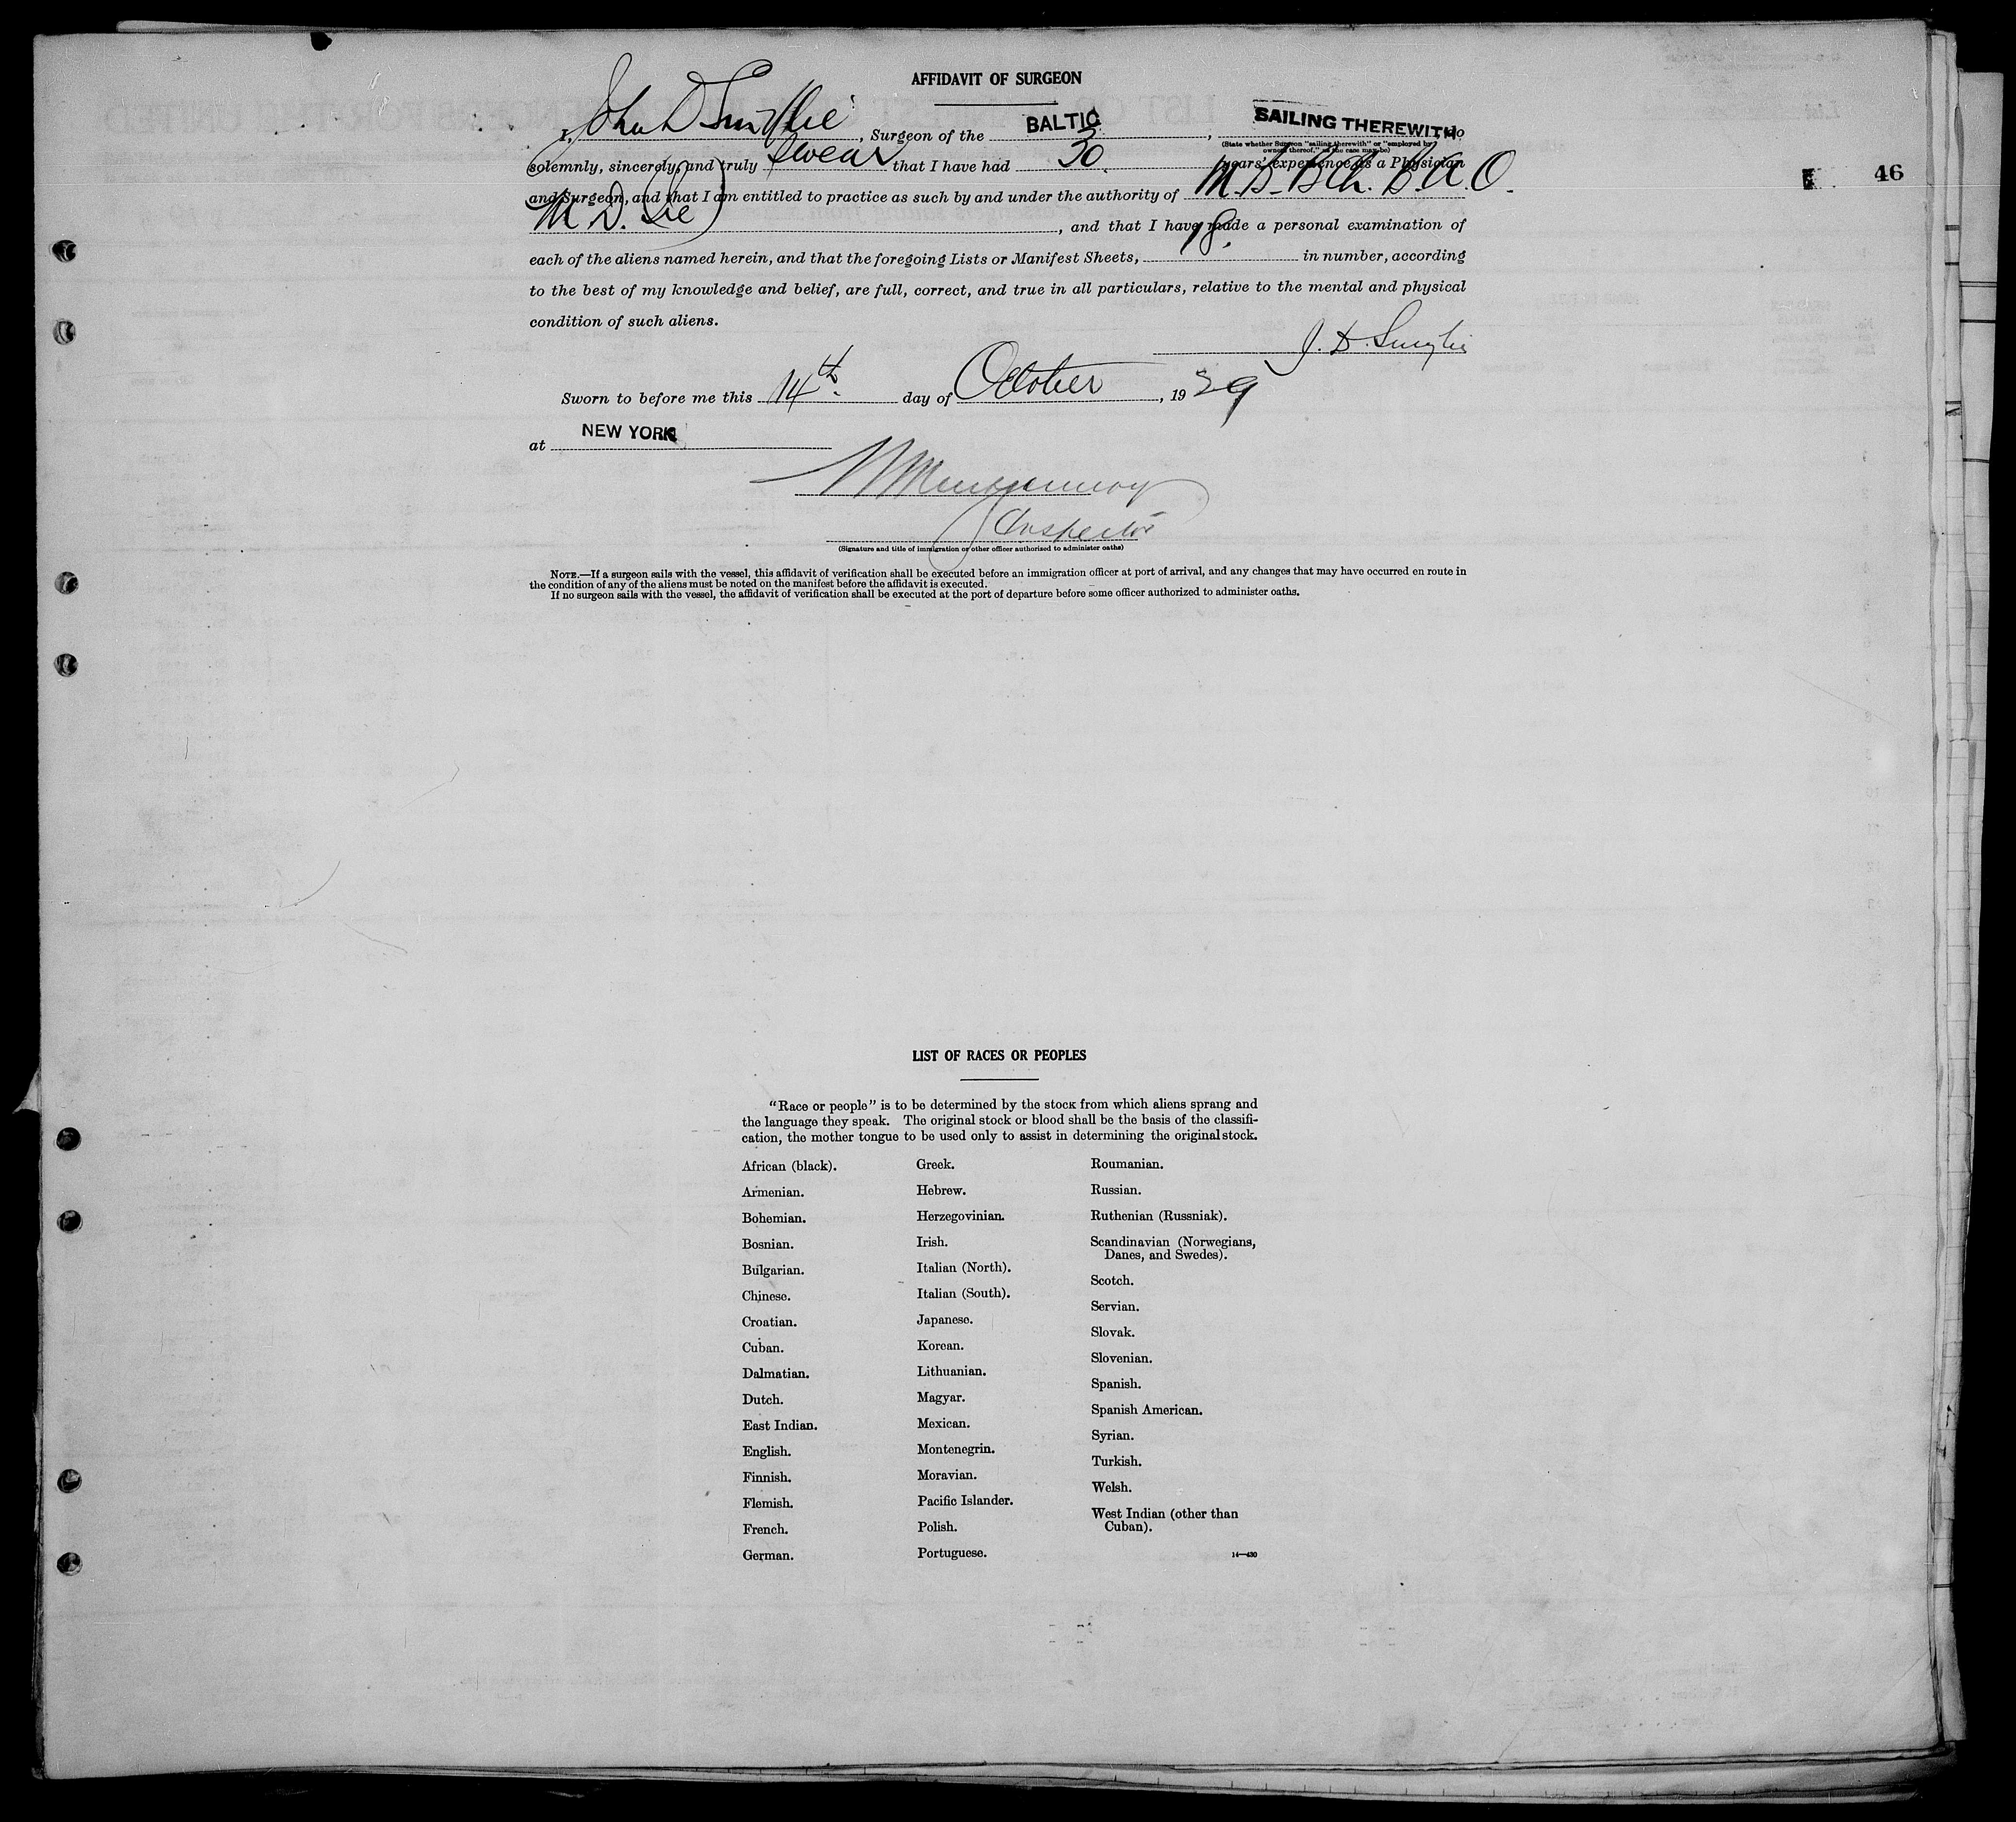 AFFIDAVIT OF SURGEON
I, John D Smylie, Surgeon of the BALTIC, SAILING THEREWITH do
(State whether Surgeon "sailing therewith" or "employed by
owners thereof," as the case may be)
solemnly, sincerely, and truly swear that I have had 30 years' experience as a Physician
and Surgeon, and that I am entitled to practice as such by and under the authority of M.B. B.Ch. B.A.O.
M.D., and that I have made a personal examination of
each of the aliens named herein, and that the foregoing Lists or Manifest Sheets, 18. in number, according
to the best of my knowledge and belief, are full, correct, and true in all particulars, relative to the mental and physical
condition of such aliens.
J. D. Smylie
Sworn to before me this 14th. day of October, 1929
at NEW YORK
Inspector
(Signature and title of immigration or other officer authorized to administer oaths)
NOTE.—If a surgeon sails with the vessel, this affidavit of verification shall be executed before an immigration officer at port of arrival, and any changes that may have occurred en route in
the condition of any of the aliens must be noted on the manifest before the affidavit is executed.
If no surgeon sails with the vessel, the affidavit of verification shall be executed at the port of departure before some officer authorized to administer oaths.
46
LIST OF RACES OR PEOPLES
"Race or people" is to be determined by the stock from which aliens sprang and
the language they speak. The original stock or blood shall be the basis of the classifi-
cation, the mother tongue to be used only to assist in determining the original stock.
African (black).
Armenian.
Bohemian.
Bosnian.
Bulgarian.
Chinese.
Croatian.
Cuban.
Dalmatian.
Dutch.
East Indian.
English.
Finnish.
Flemish.
French.
German.
Greek.
Hebrew.
Herzegovinian.
Irish.
Italian (North).
Italian (South).
Japanese.
Korean.
Lithuanian.
Magyar.
Mexican.
Montenegrin.
Moravian.
Pacific Islander.
Polish.
Portuguese.
Roumanian.
Russian.
Ruthenian (Russniak).
Scandinavian (Norwegians,
Danes, and Swedes).
Scotch.
Servian.
Slovak.
Slovenian.
Spanish.
Spanish American.
Syrian.
Turkish.
Welsh.
West Indian (other than
Cuban).
14—430